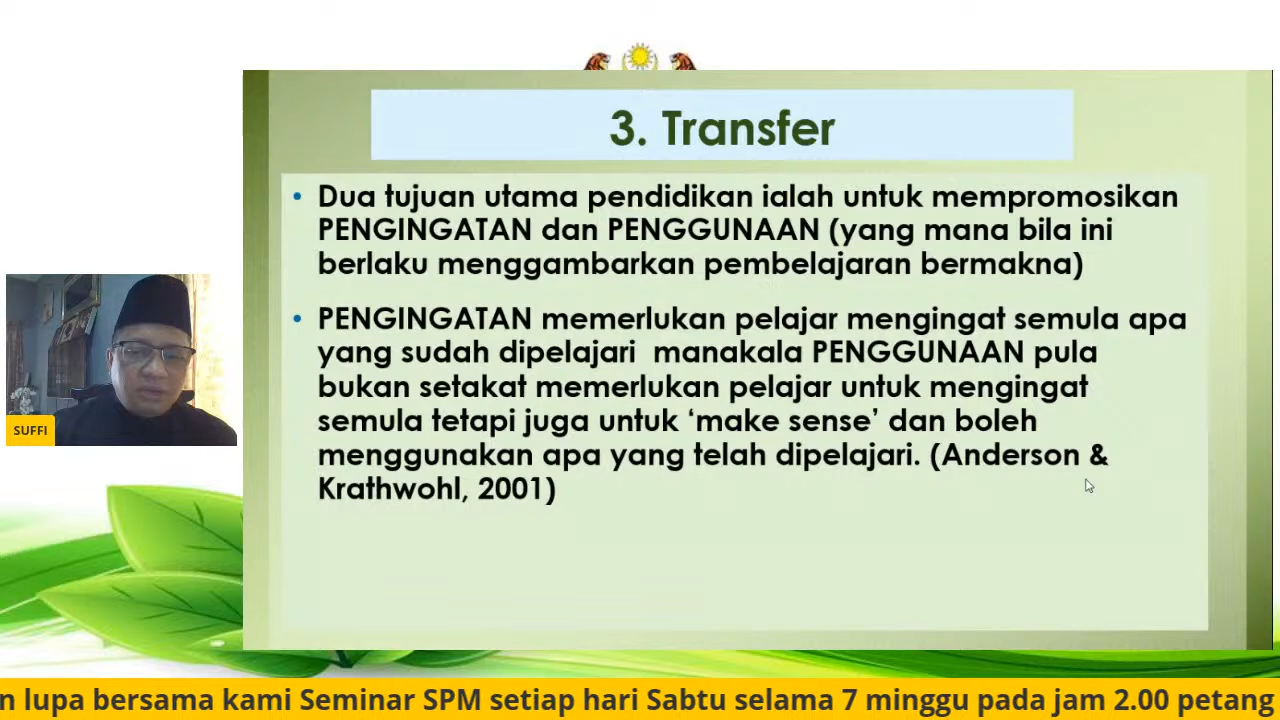 3. Transfer
• Dua tujuan utama pendidikan ialah untuk mempromosikan
PENGINGATAN dan PENGGUNAAN (yang mana bila ini
berlaku menggambarkan pembelajaran bermakna)
• PENGINGATAN memerlukan pelajar mengingat semula apa
yang sudah dipelajari manakala PENGGUNAAN pula
bukan setakat memerlukan pelajar untuk mengingat
semula tetapi juga untuk ‘make sense’ dan boleh
menggunakan apa yang telah dipelajari. (Anderson &
Krathwohl, 2001)
SUFFI
n lupa bersama kami Seminar SPM setiap hari Sabtu selama 7 minggu pada jam 2.00 petang